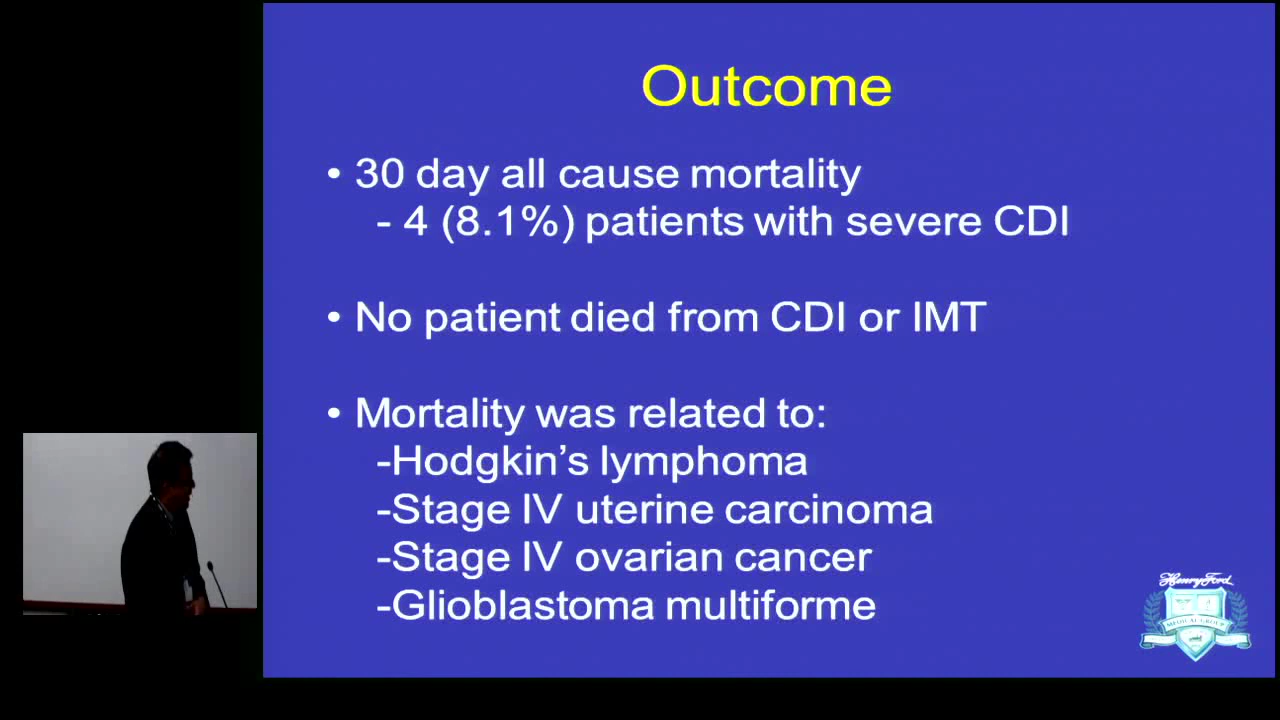 Outcome
• 30 day all cause mortality
- 4 (8.1%) patients with severe CDI
• No patient died from CDI or IMT
• Mortality was related to:
-Hodgkin’s lymphoma
-Stage IV uterine carcinoma
-Stage IV ovarian cancer
-Glioblastoma multiforme
Henry Ford
MEDICAL GROUP